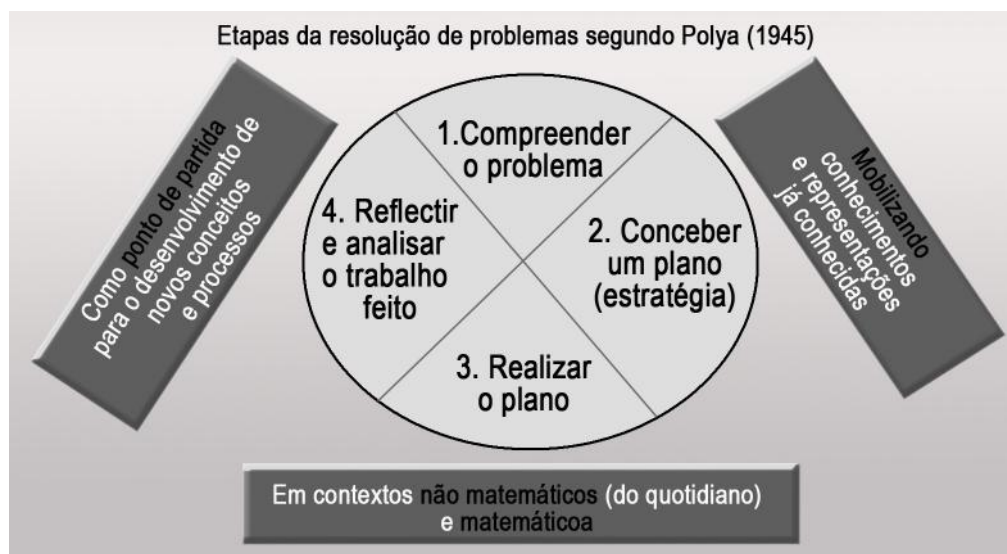 Etapas da resolução de problemas segundo Polya (1945)
Como ponto de partida
para o desenvolvimento de
novos conceitos
e processos
1.Compreender
o problema
2. Conceber
um plano
(estratégia)
3. Realizar
o plano
4. Reflectir
e analisar
o trabalho
feito
Mobilizando
conhecimentos
e representações
já conhecidas
Em contextos não matemáticos (do quotidiano)
e matemáticoa